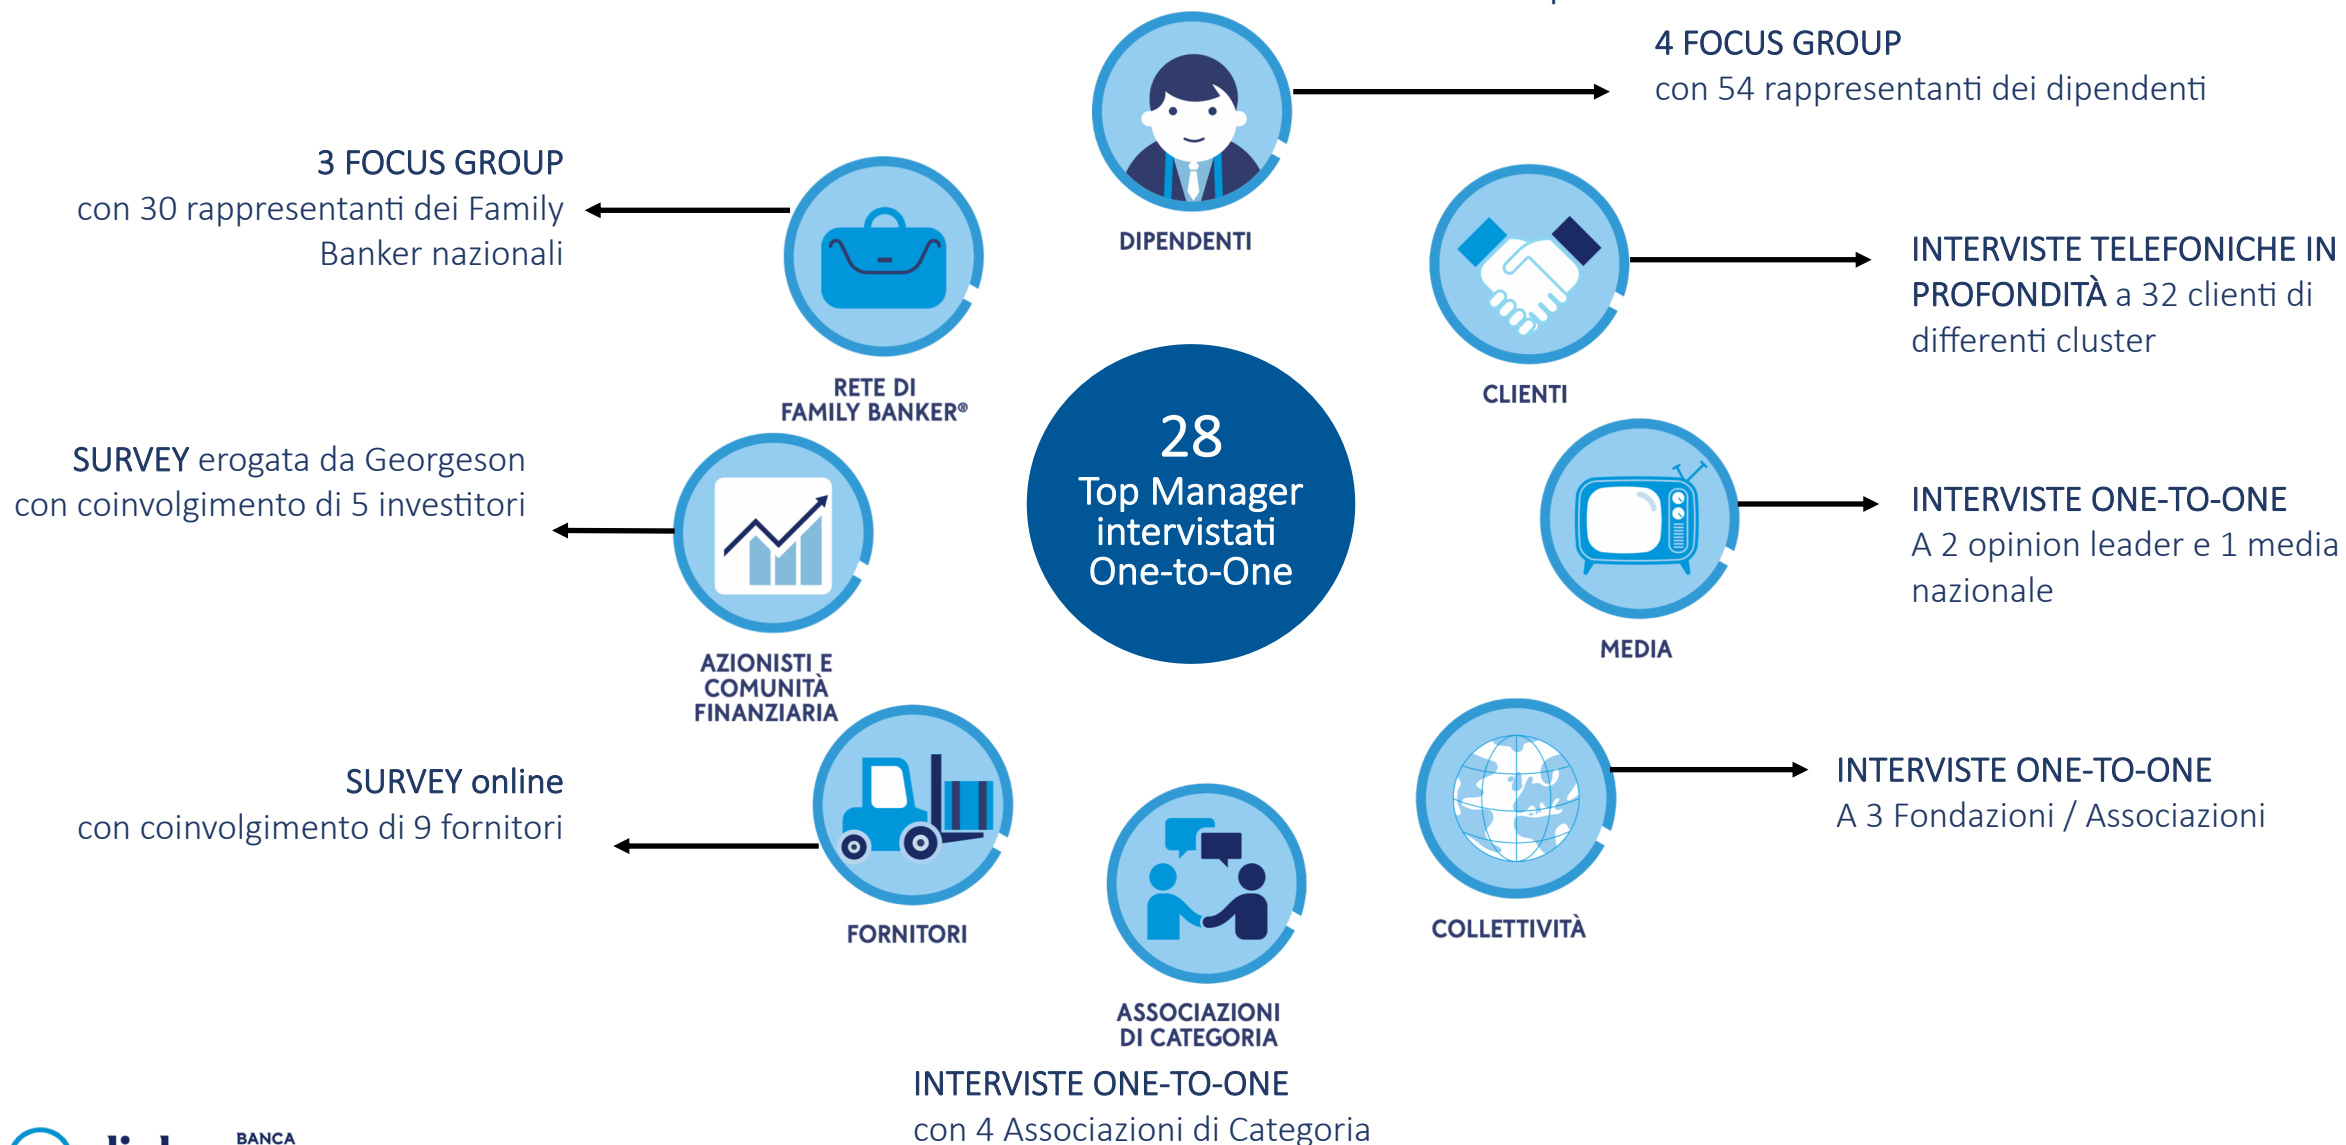 4 FOCUS GROUP
con 54 rappresentanti dei dipendenti
DIPENDENTI
3 FOCUS GROUP
con 30 rappresentanti dei Family
Banker nazionali
RETE DI
FAMILY BANKER®
INTERVISTE TELEFONICHE IN
PROFONDITÀ a 32 clienti di
differenti cluster
CLIENTI
28
Top Manager
intervistati
One-to-One
SURVEY erogata da Georgeson
con coinvolgimento di 5 investitori
AZIONISTI E
COMUNITÀ
FINANZIARIA
INTERVISTE ONE-TO-ONE
A 2 opinion leader e 1 media
nazionale
MEDIA
SURVEY online
con coinvolgimento di 9 fornitori
FORNITORI
INTERVISTE ONE-TO-ONE
A 3 Fondazioni / Associazioni
COLLETTIVITÀ
ASSOCIAZIONI
DI CATEGORIA
INTERVISTE ONE-TO-ONE
con 4 Associazioni di Categoria
BANCA